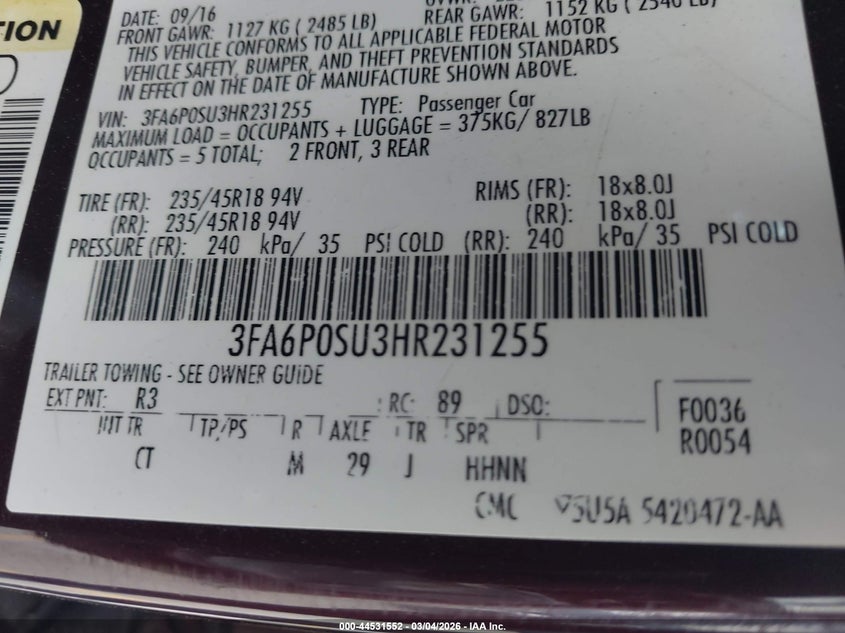 TION
DATE: 09/16
FRONT GAWR: 1127 KG ( 2485 LB)
REAR GAWR: 1152 KG ( 2540 LB)
THIS VEHICLE CONFORMS TO ALL APPLICABLE FEDERAL MOTOR
VEHICLE SAFETY, BUMPER, AND THEFT PREVENTION STANDARDS
IN EFFECT ON THE DATE OF MANUFACTURE SHOWN ABOVE.
VIN: 3FA6P0SU3HR231255 TYPE: Passenger Car
MAXIMUM LOAD = OCCUPANTS + LUGGAGE = 375KG/ 827LB
OCCUPANTS = 5 TOTAL; 2 FRONT, 3 REAR
TIRE (FR): 235/45R18 94V RIMS (FR): 18x8.0J
(RR): 235/45R18 94V (RR): 18x8.0J
PRESSURE (FR): 240 kPa/ 35 PSI COLD (RR): 240 kPa/ 35 PSI COLD
3FA6P0SU3HR231255
TRAILER TOWING - SEE OWNER GUIDE
EXT PNT: R3 RC: 89 DSO: F0036
INT TR TP/PS R AXLE TR SPR R0054
CT M 29 J HHNN
CMC 5420472-AA
000-44531552 - 03/04/2026 - IAA Inc.